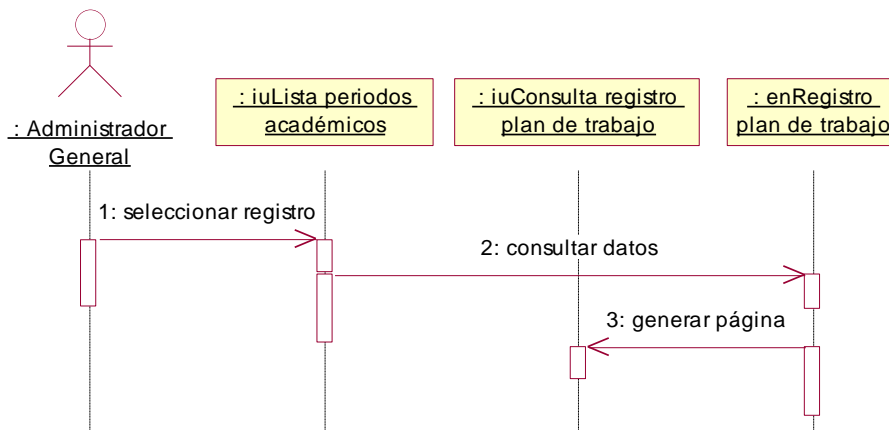 : Administrador
General
: iuLista periodos
académicos
: iuConsulta registro
plan de trabajo
: enRegistro
plan de trabajo
1: seleccionar registro
2: consultar datos
3: generar página